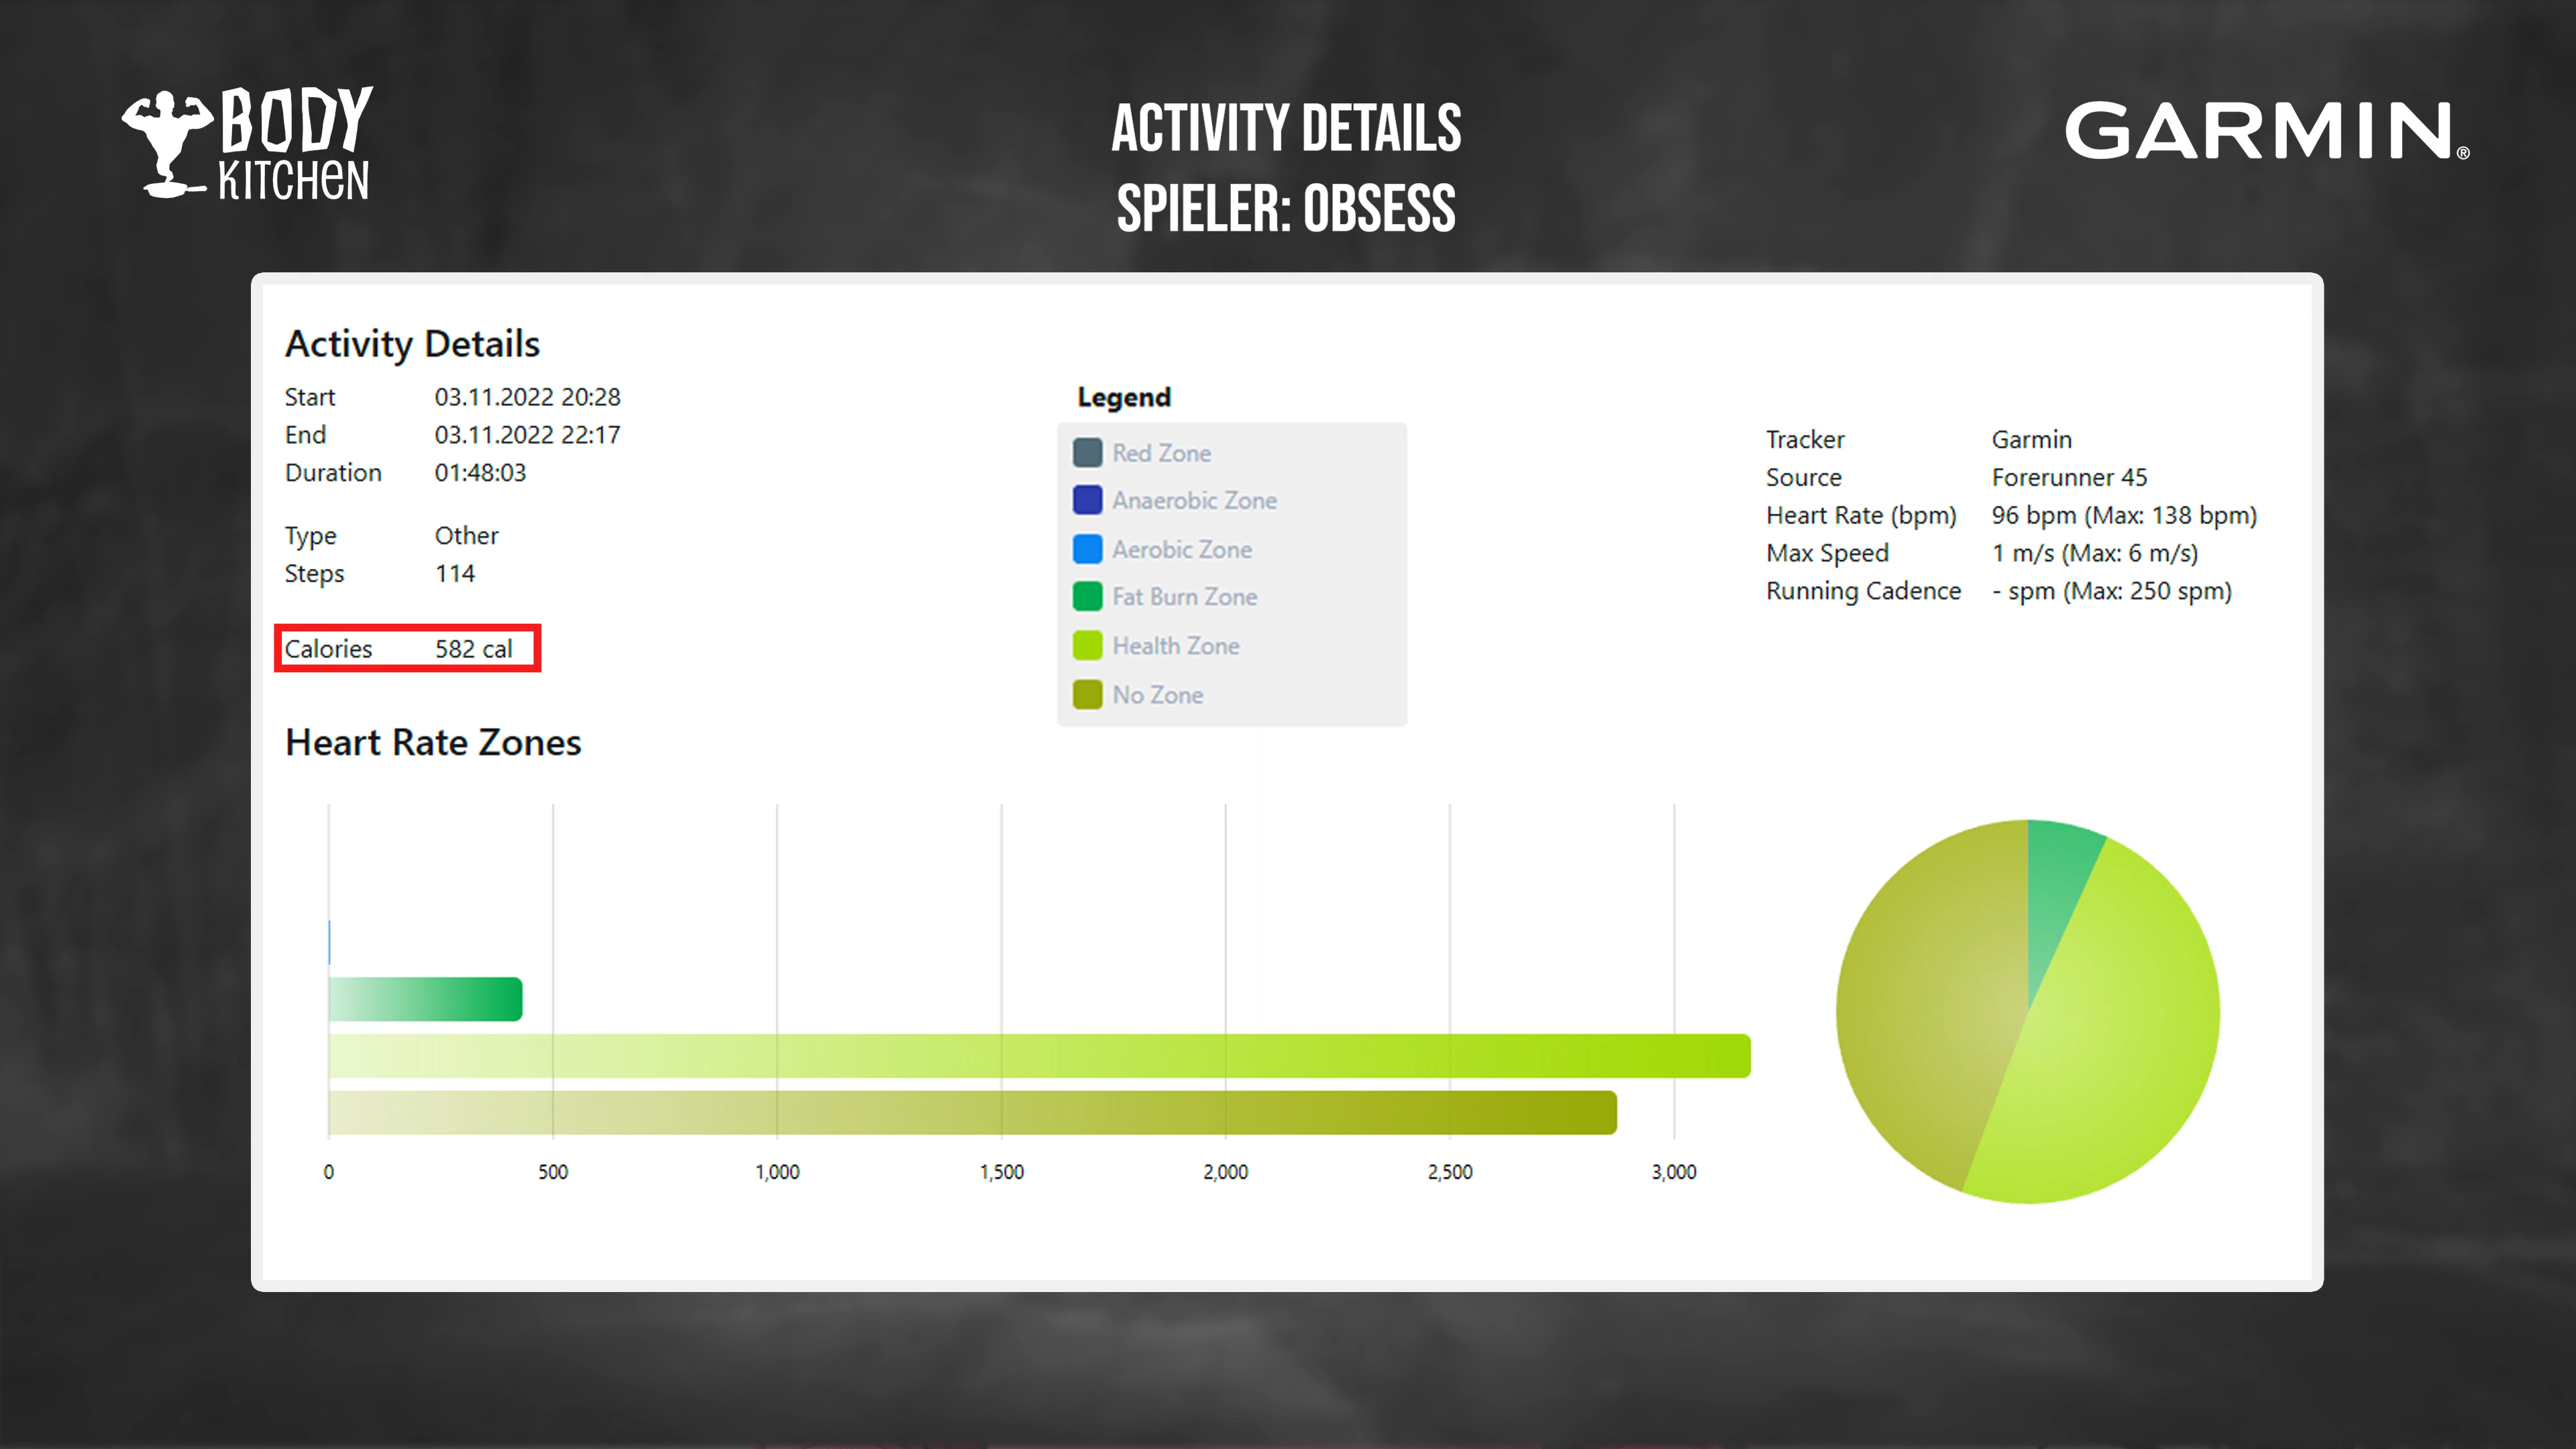 BODY
KITCHEN
ACTIVITY DETAILS
SPIELER: OBSESS
GARMIN®
Activity Details
Start 03.11.2022 20:28
End 03.11.2022 22:17
Duration 01:48:03
Type Other
Steps 114
Calories 582 cal
Legend
Red Zone
Anaerobic Zone
Aerobic Zone
Fat Burn Zone
Health Zone
No Zone
Tracker Garmin
Source Forerunner 45
Heart Rate (bpm) 96 bpm (Max: 138 bpm)
Max Speed 1 m/s (Max: 6 m/s)
Running Cadence - spm (Max: 250 spm)
Heart Rate Zones
0 500 1,000 1,500 2,000 2,500 3,000